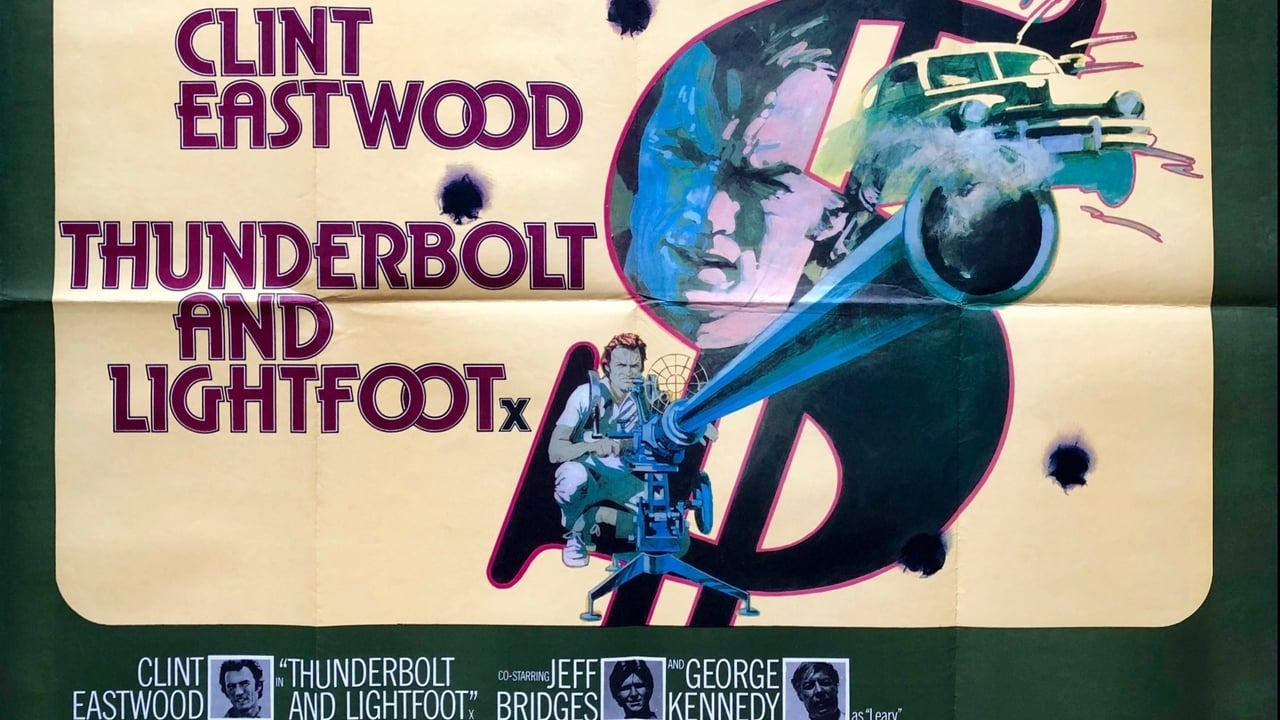 CLINT
EASTWOOD
THUNDERBOLT
AND
LIGHTFOOT x
CLINT EASTWOOD IN "THUNDERBOLT AND LIGHTFOOT" x
CO-STARRING JEFF BRIDGES AND GEORGE KENNEDY as "Leary"